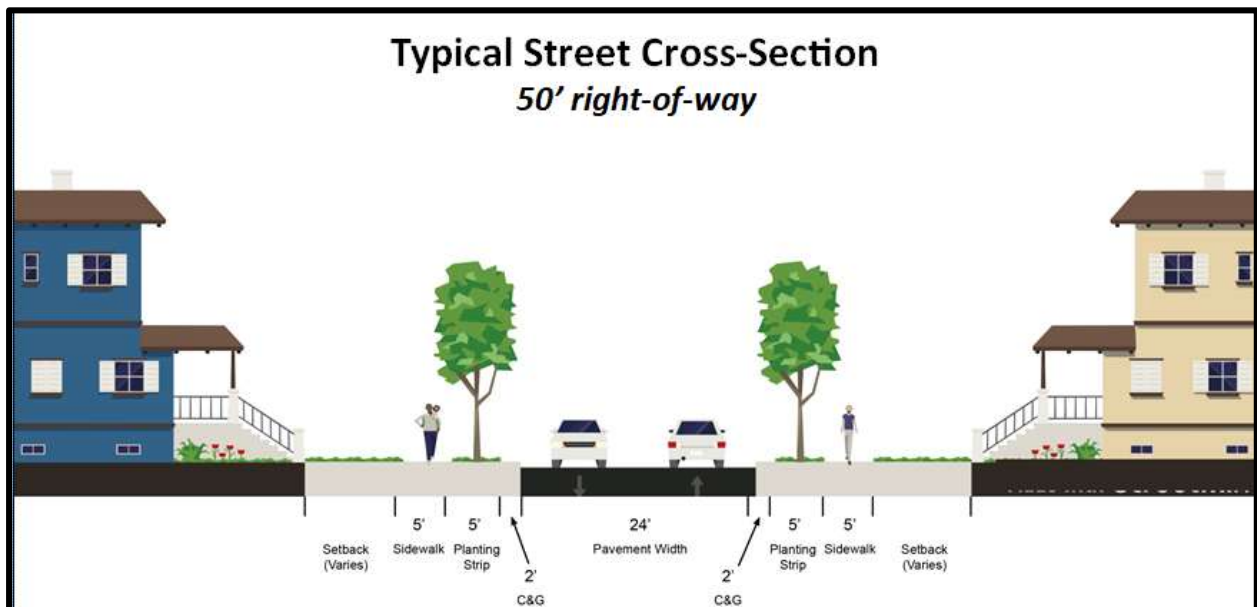 Typical Street Cross-Section
50' right-of-way
5'
5'
24'
5'
5'
Setback
(Varies)
Sidewalk
Planting
Strip
Pavement Width
Planting
Strip
Sidewalk
Setback
(Varies)
2'
C&G
2'
C&G